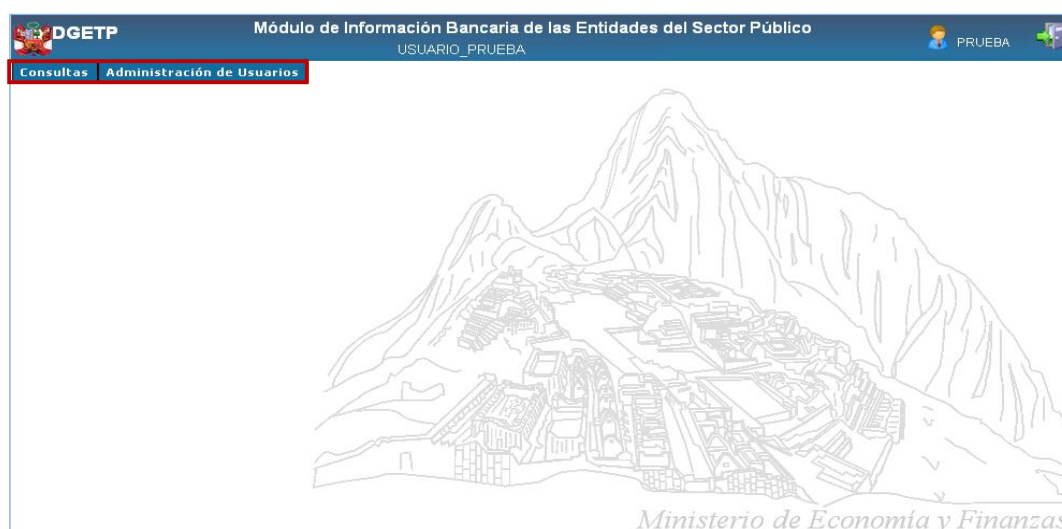 DGETP
Módulo de Información Bancaria de las Entidades del Sector Público
USUARIO_PRUEBA
PRUEBA
Consultas Administración de Usuarios
Ministerio de Economía y Finanzas